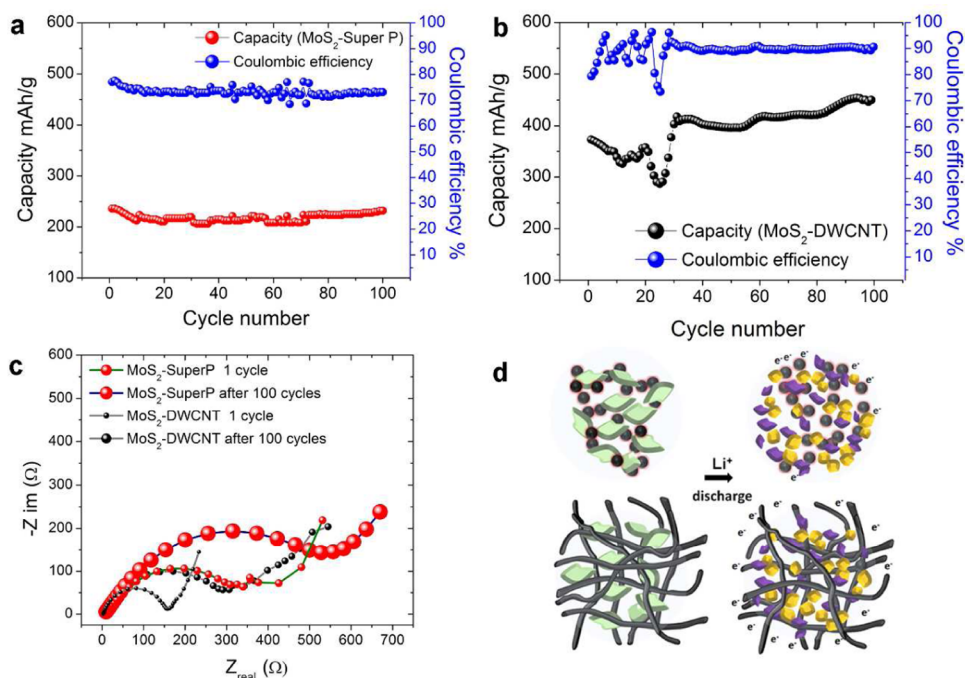 a
600
500
400
300
200
100
Capacity mAh/g
Capacity (MoS2-Super P)
Coulombic efficiency
100
90
80
70
60
50
40
30
20
10
Coulombic efficiency %
0 20 40 60 80 100
Cycle number
b
600
500
400
300
200
100
Capacity mAh/g
Capacity (MoS2-DWCNT)
Coulombic efficiency
100
90
80
70
60
50
40
30
20
10
Coulombic efficiency %
0 20 40 60 80 100
Cycle number
c
600
500
400
300
200
100
0
-Z im (Ω)
MoS2-SuperP 1 cycle
MoS2-SuperP after 100 cycles
MoS2-DWCNT 1 cycle
MoS2-DWCNT after 100 cycles
0 100 200 300 400 500 600 700
Zreal (Ω)
d
e- e- e-
e-
e-
e-
Li+
discharge
e- e- e-
e- e-
e- e-
e- e-
e- e-
e- e-